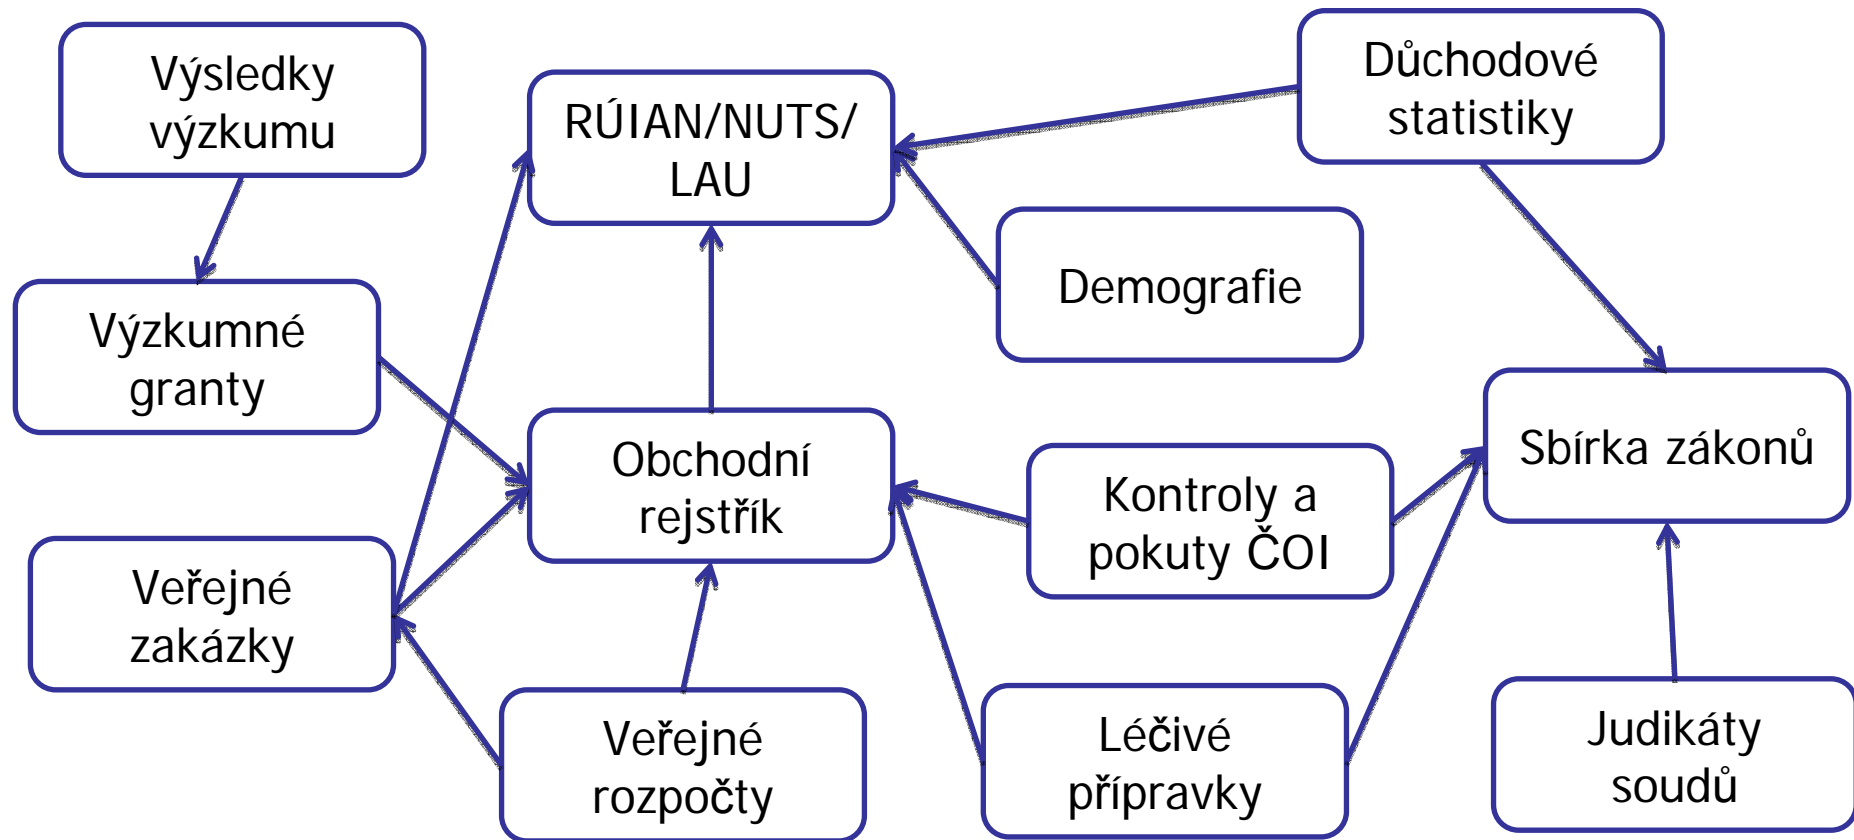 Výsledky
výzkumu
RÚIAN/NUTS/
LAU
Důchodové
statistiky
Demografie
Výzkumné
granty
Obchodní
rejstřík
Kontroly a
pokuty ČOI
Sbírka zákonů
Veřejné
zakázky
Veřejné
rozpočty
Léčivé
přípravky
Judikáty
soudů